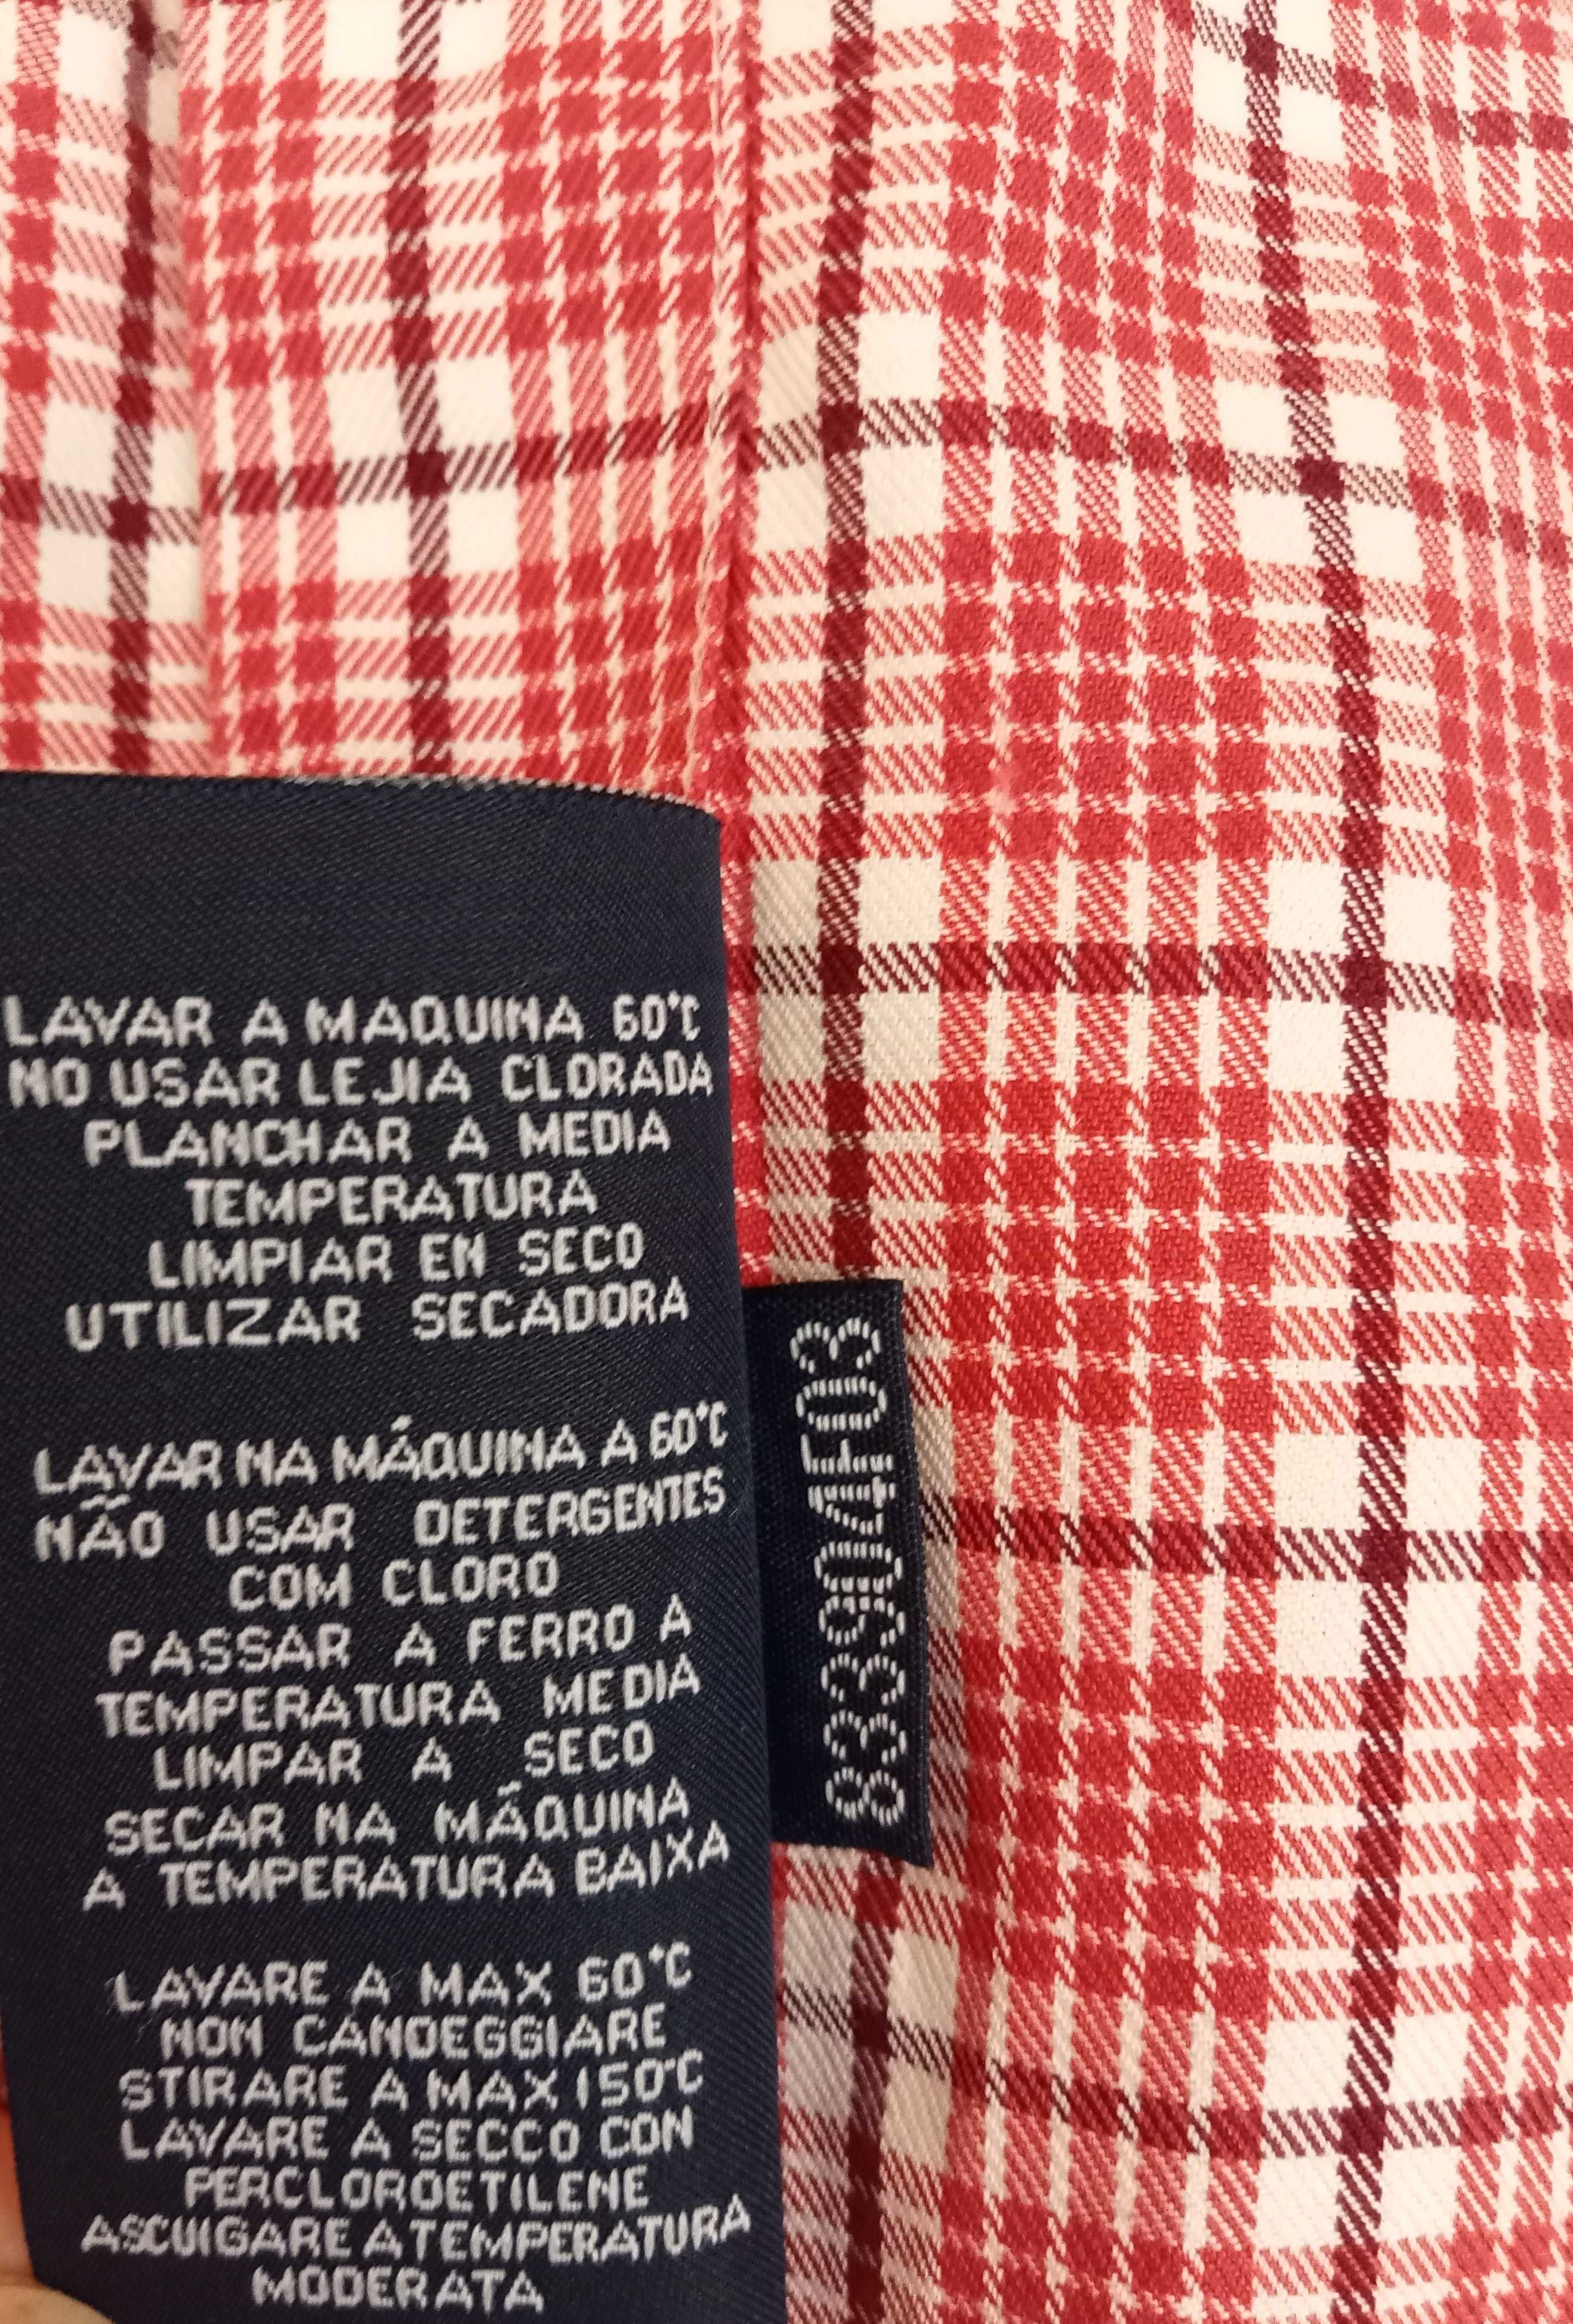 LAVAR A MAQUINA 60°C
NO USAR LEJIA CLORADA
PLANCHAR A MEDIA
TEMPERATURA
LIMPIAR EN SECO
UTILIZAR SECADORA
LAVAR NA MÁQUINA A 60°C
NÃO USAR DETERGENTES
COM CLORO
PASSAR A FERRO A
TEMPERATURA MEDIA
LIMPAR A SECO
SECAR NA MÁQUINA
A TEMPERATURA BAIXA
LAVARE A MAX 60°C
NON CANDEGGIARE
STIRARE A MAX 150°C
LAVARE A SECCO CON
PERCLOROETILENE
ASCUIGARE A TEMPERATURA
MODERATA
833904F03